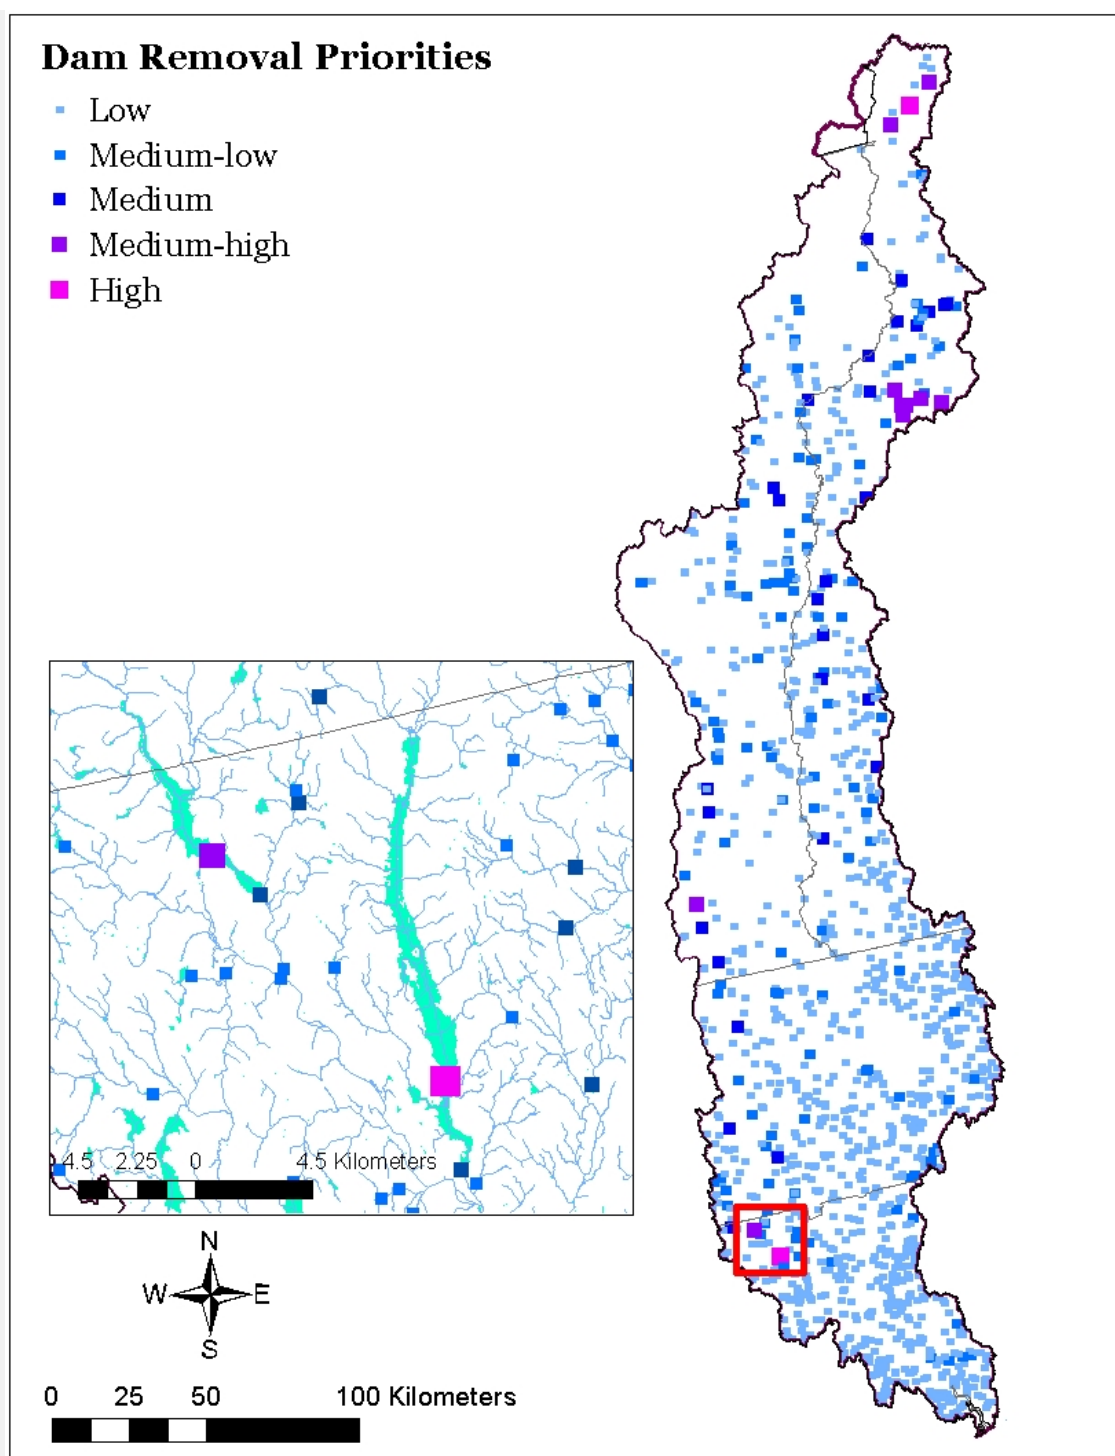 Dam Removal Priorities
Low
Medium-low
Medium
Medium-high
High
4.5 2.25 0 4.5 Kilometers
N
W E
S
0 25 50 100 Kilometers